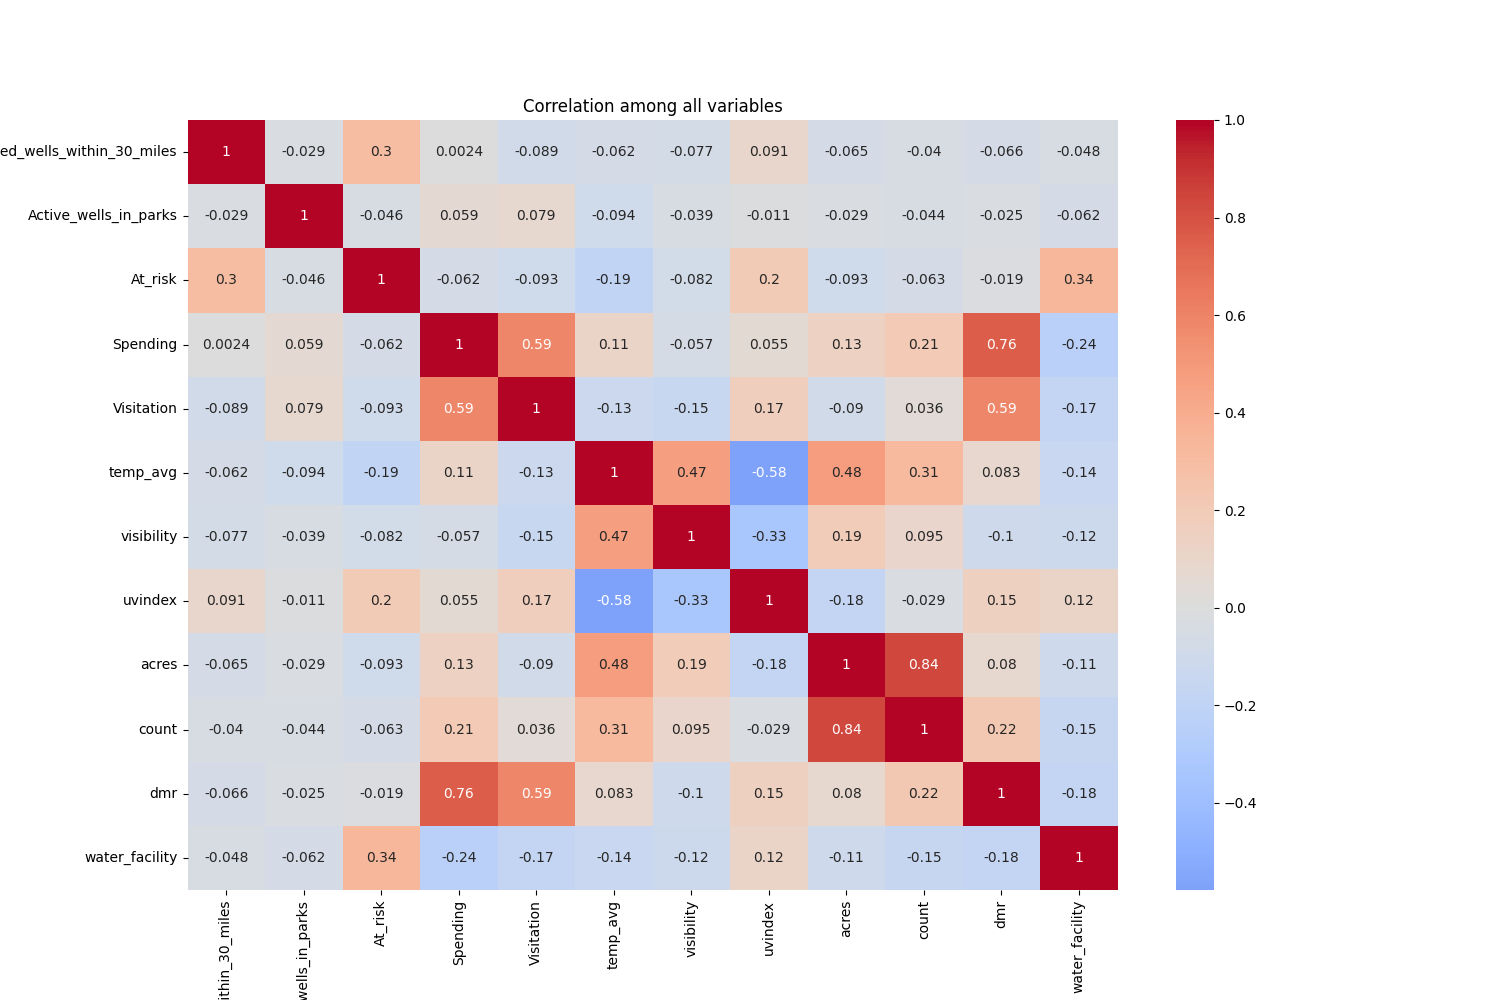 Correlation among all variables
ed_wells_within_30_miles 1 -0.029 0.3 0.0024 -0.089 -0.062 -0.077 0.091 -0.065 -0.04 -0.066 -0.048
Active_wells_in_parks -0.029 1 -0.046 0.059 0.079 -0.094 -0.039 -0.011 -0.029 -0.044 -0.025 -0.062
At_risk 0.3 -0.046 1 -0.062 -0.093 -0.19 -0.082 0.2 -0.093 -0.063 -0.019 0.34
Spending 0.0024 0.059 -0.062 1 0.59 0.11 -0.057 0.055 0.13 0.21 0.76 -0.24
Visitation -0.089 0.079 -0.093 0.59 1 -0.13 -0.15 0.17 -0.09 0.036 0.59 -0.17
temp_avg -0.062 -0.094 -0.19 0.11 -0.13 1 0.47 -0.58 0.48 0.31 0.083 -0.14
visibility -0.077 -0.039 -0.082 -0.057 -0.15 0.47 1 -0.33 0.19 0.095 -0.1 -0.12
uvindex 0.091 -0.011 0.2 0.055 0.17 -0.58 -0.33 1 -0.18 -0.029 0.15 0.12
acres -0.065 -0.029 -0.093 0.13 -0.09 0.48 0.19 -0.18 1 0.84 0.08 -0.11
count -0.04 -0.044 -0.063 0.21 0.036 0.31 0.095 -0.029 0.84 1 0.22 -0.15
dmr -0.066 -0.025 -0.019 0.76 0.59 0.083 -0.1 0.15 0.08 0.22 1 -0.18
water_facility -0.048 -0.062 0.34 -0.24 -0.17 -0.14 -0.12 0.12 -0.11 -0.15 -0.18 1
ithin_30_miles
wells_in_parks
At_risk
Spending
Visitation
temp_avg
visibility
uvindex
acres
count
dmr
water_facility
1.0
0.8
0.6
0.4
0.2
0.0
−0.2
−0.4